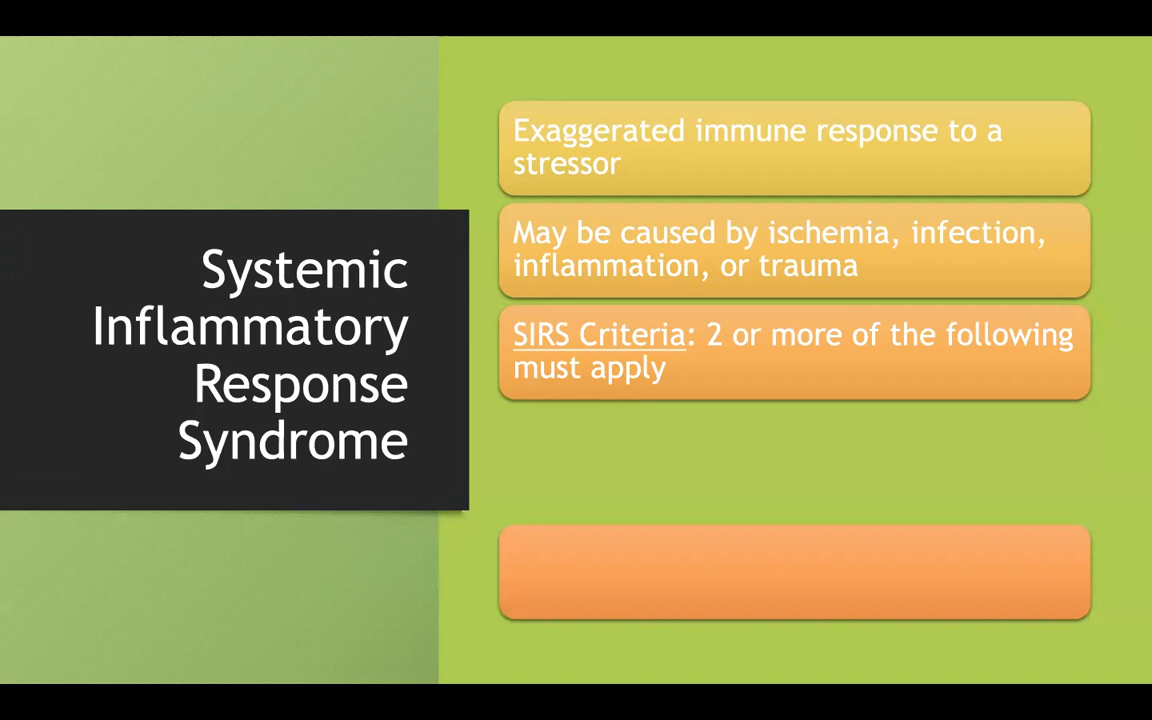 Systemic
Inflammatory
Response
Syndrome
Exaggerated immune response to a
stressor
May be caused by ischemia, infection,
inflammation, or trauma
SIRS Criteria: 2 or more of the following
must apply